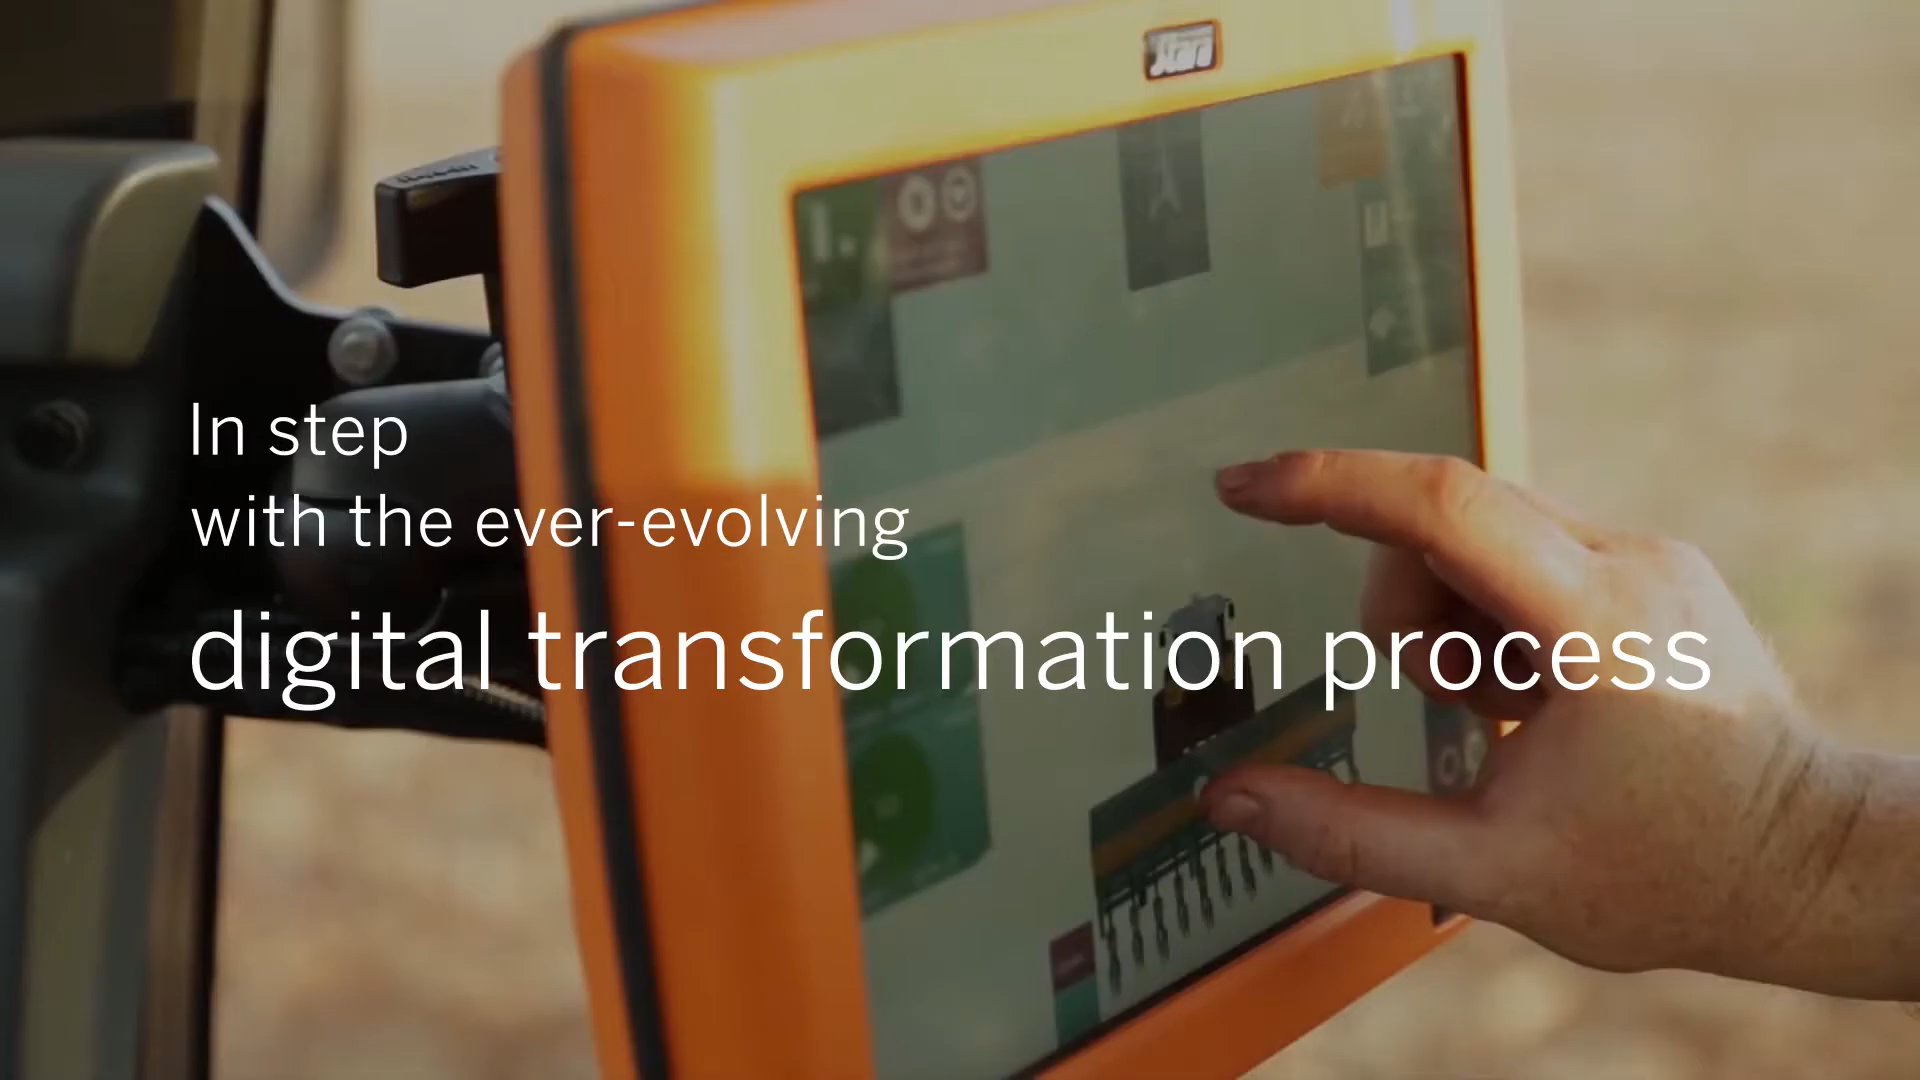 Stara
In step
with the ever-evolving
digital transformation process